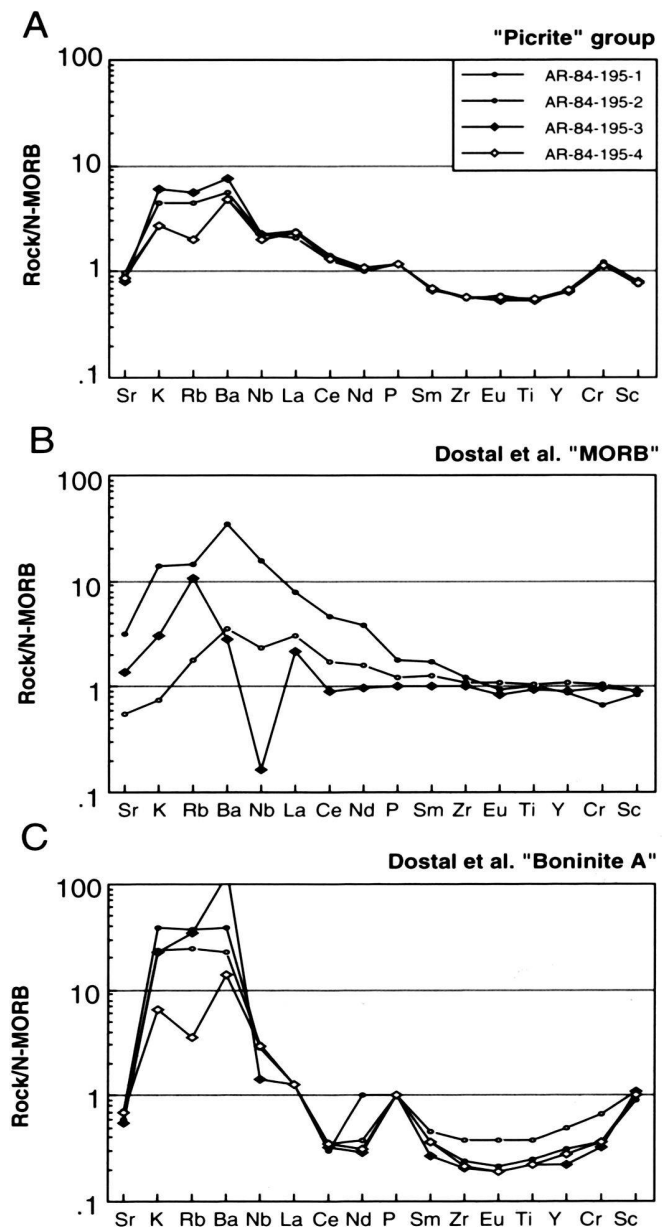 A
"Picrite" group
100
10
1
.1
Rock/N-MORB
AR-84-195-1
AR-84-195-2
AR-84-195-3
AR-84-195-4
Sr K Rb Ba Nb La Ce Nd P Sm Zr Eu Ti Y Cr Sc
B
Dostal et al. "MORB"
100
10
1
.1
Rock/N-MORB
Sr K Rb Ba Nb La Ce Nd P Sm Zr Eu Ti Y Cr Sc
C
Dostal et al. "Boninite A"
100
10
1
.1
Rock/N-MORB
Sr K Rb Ba Nb La Ce Nd P Sm Zr Eu Ti Y Cr Sc